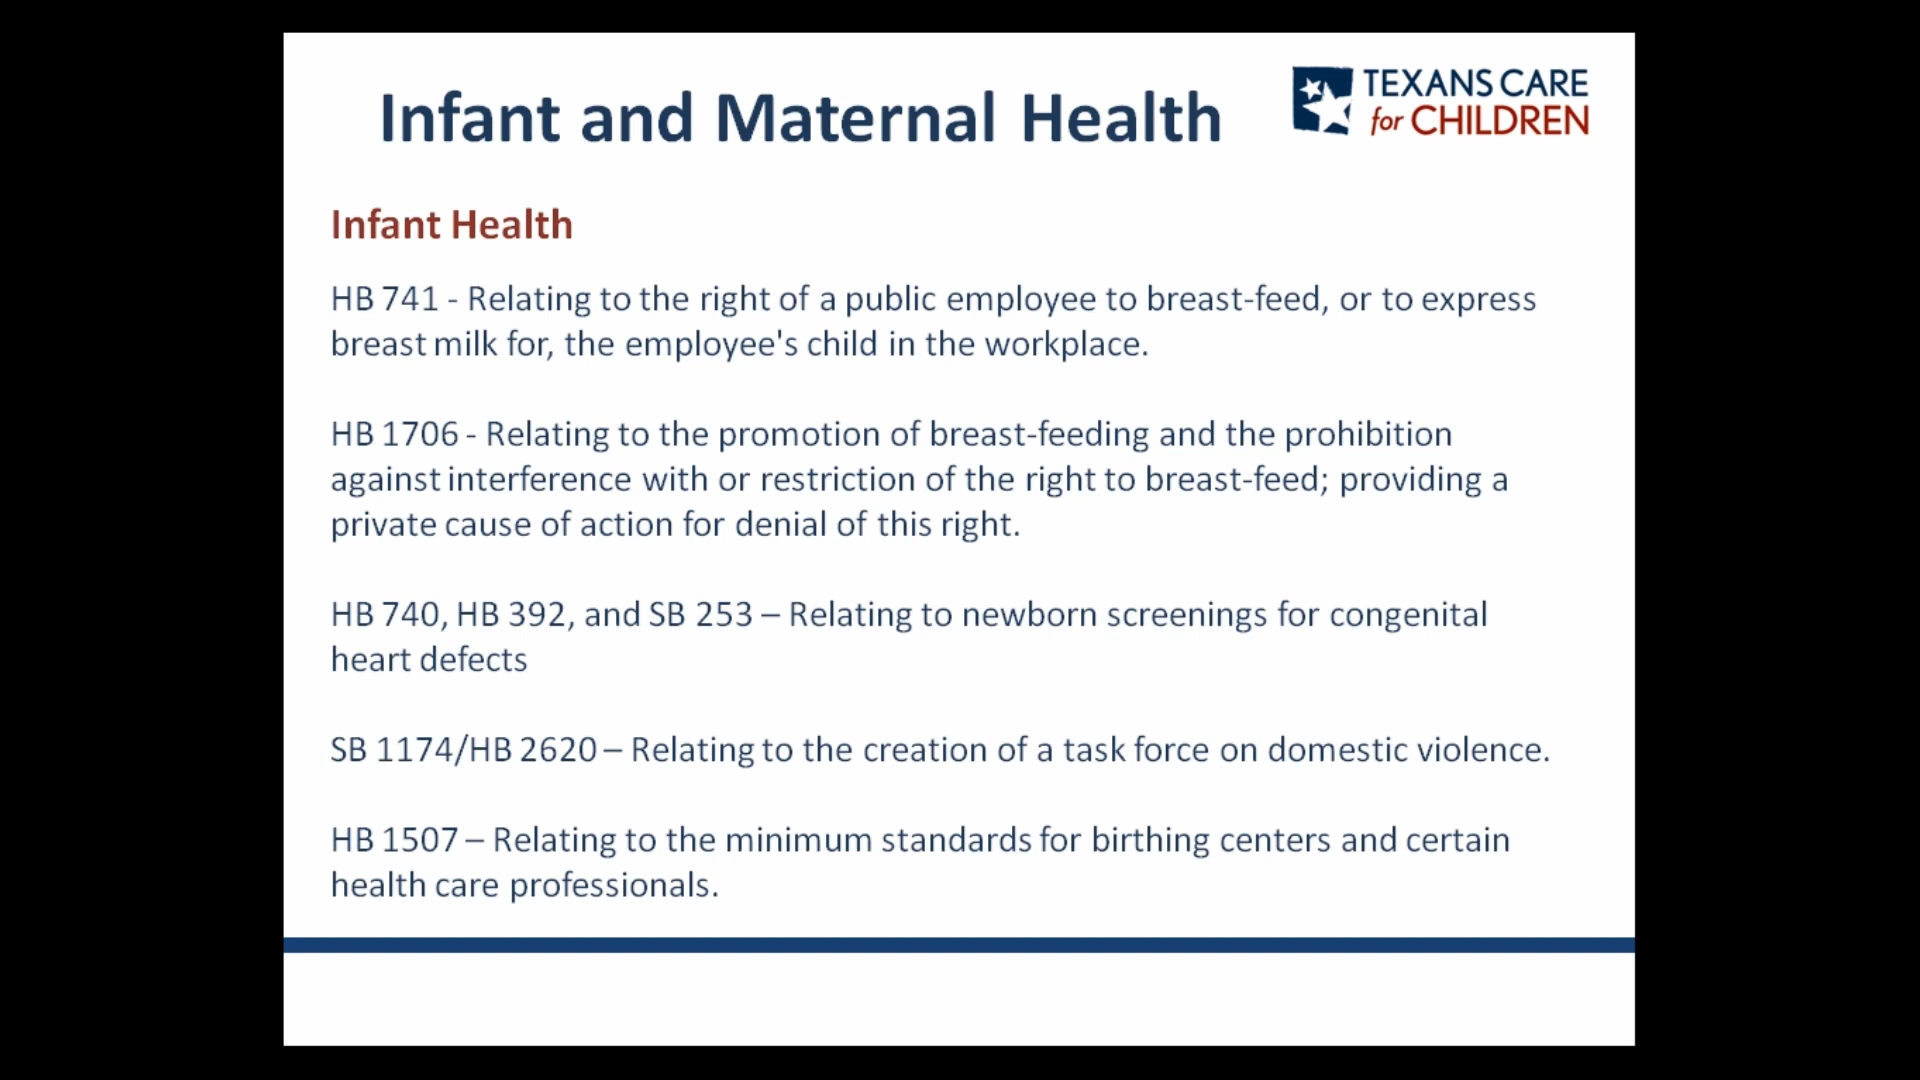 Infant and Maternal Health
TEXANS CARE
for CHILDREN
Infant Health
HB 741 - Relating to the right of a public employee to breast-feed, or to express
breast milk for, the employee's child in the workplace.
HB 1706 - Relating to the promotion of breast-feeding and the prohibition
against interference with or restriction of the right to breast-feed; providing a
private cause of action for denial of this right.
HB 740, HB 392, and SB 253 – Relating to newborn screenings for congenital
heart defects
SB 1174/HB 2620 – Relating to the creation of a task force on domestic violence.
HB 1507 – Relating to the minimum standards for birthing centers and certain
health care professionals.